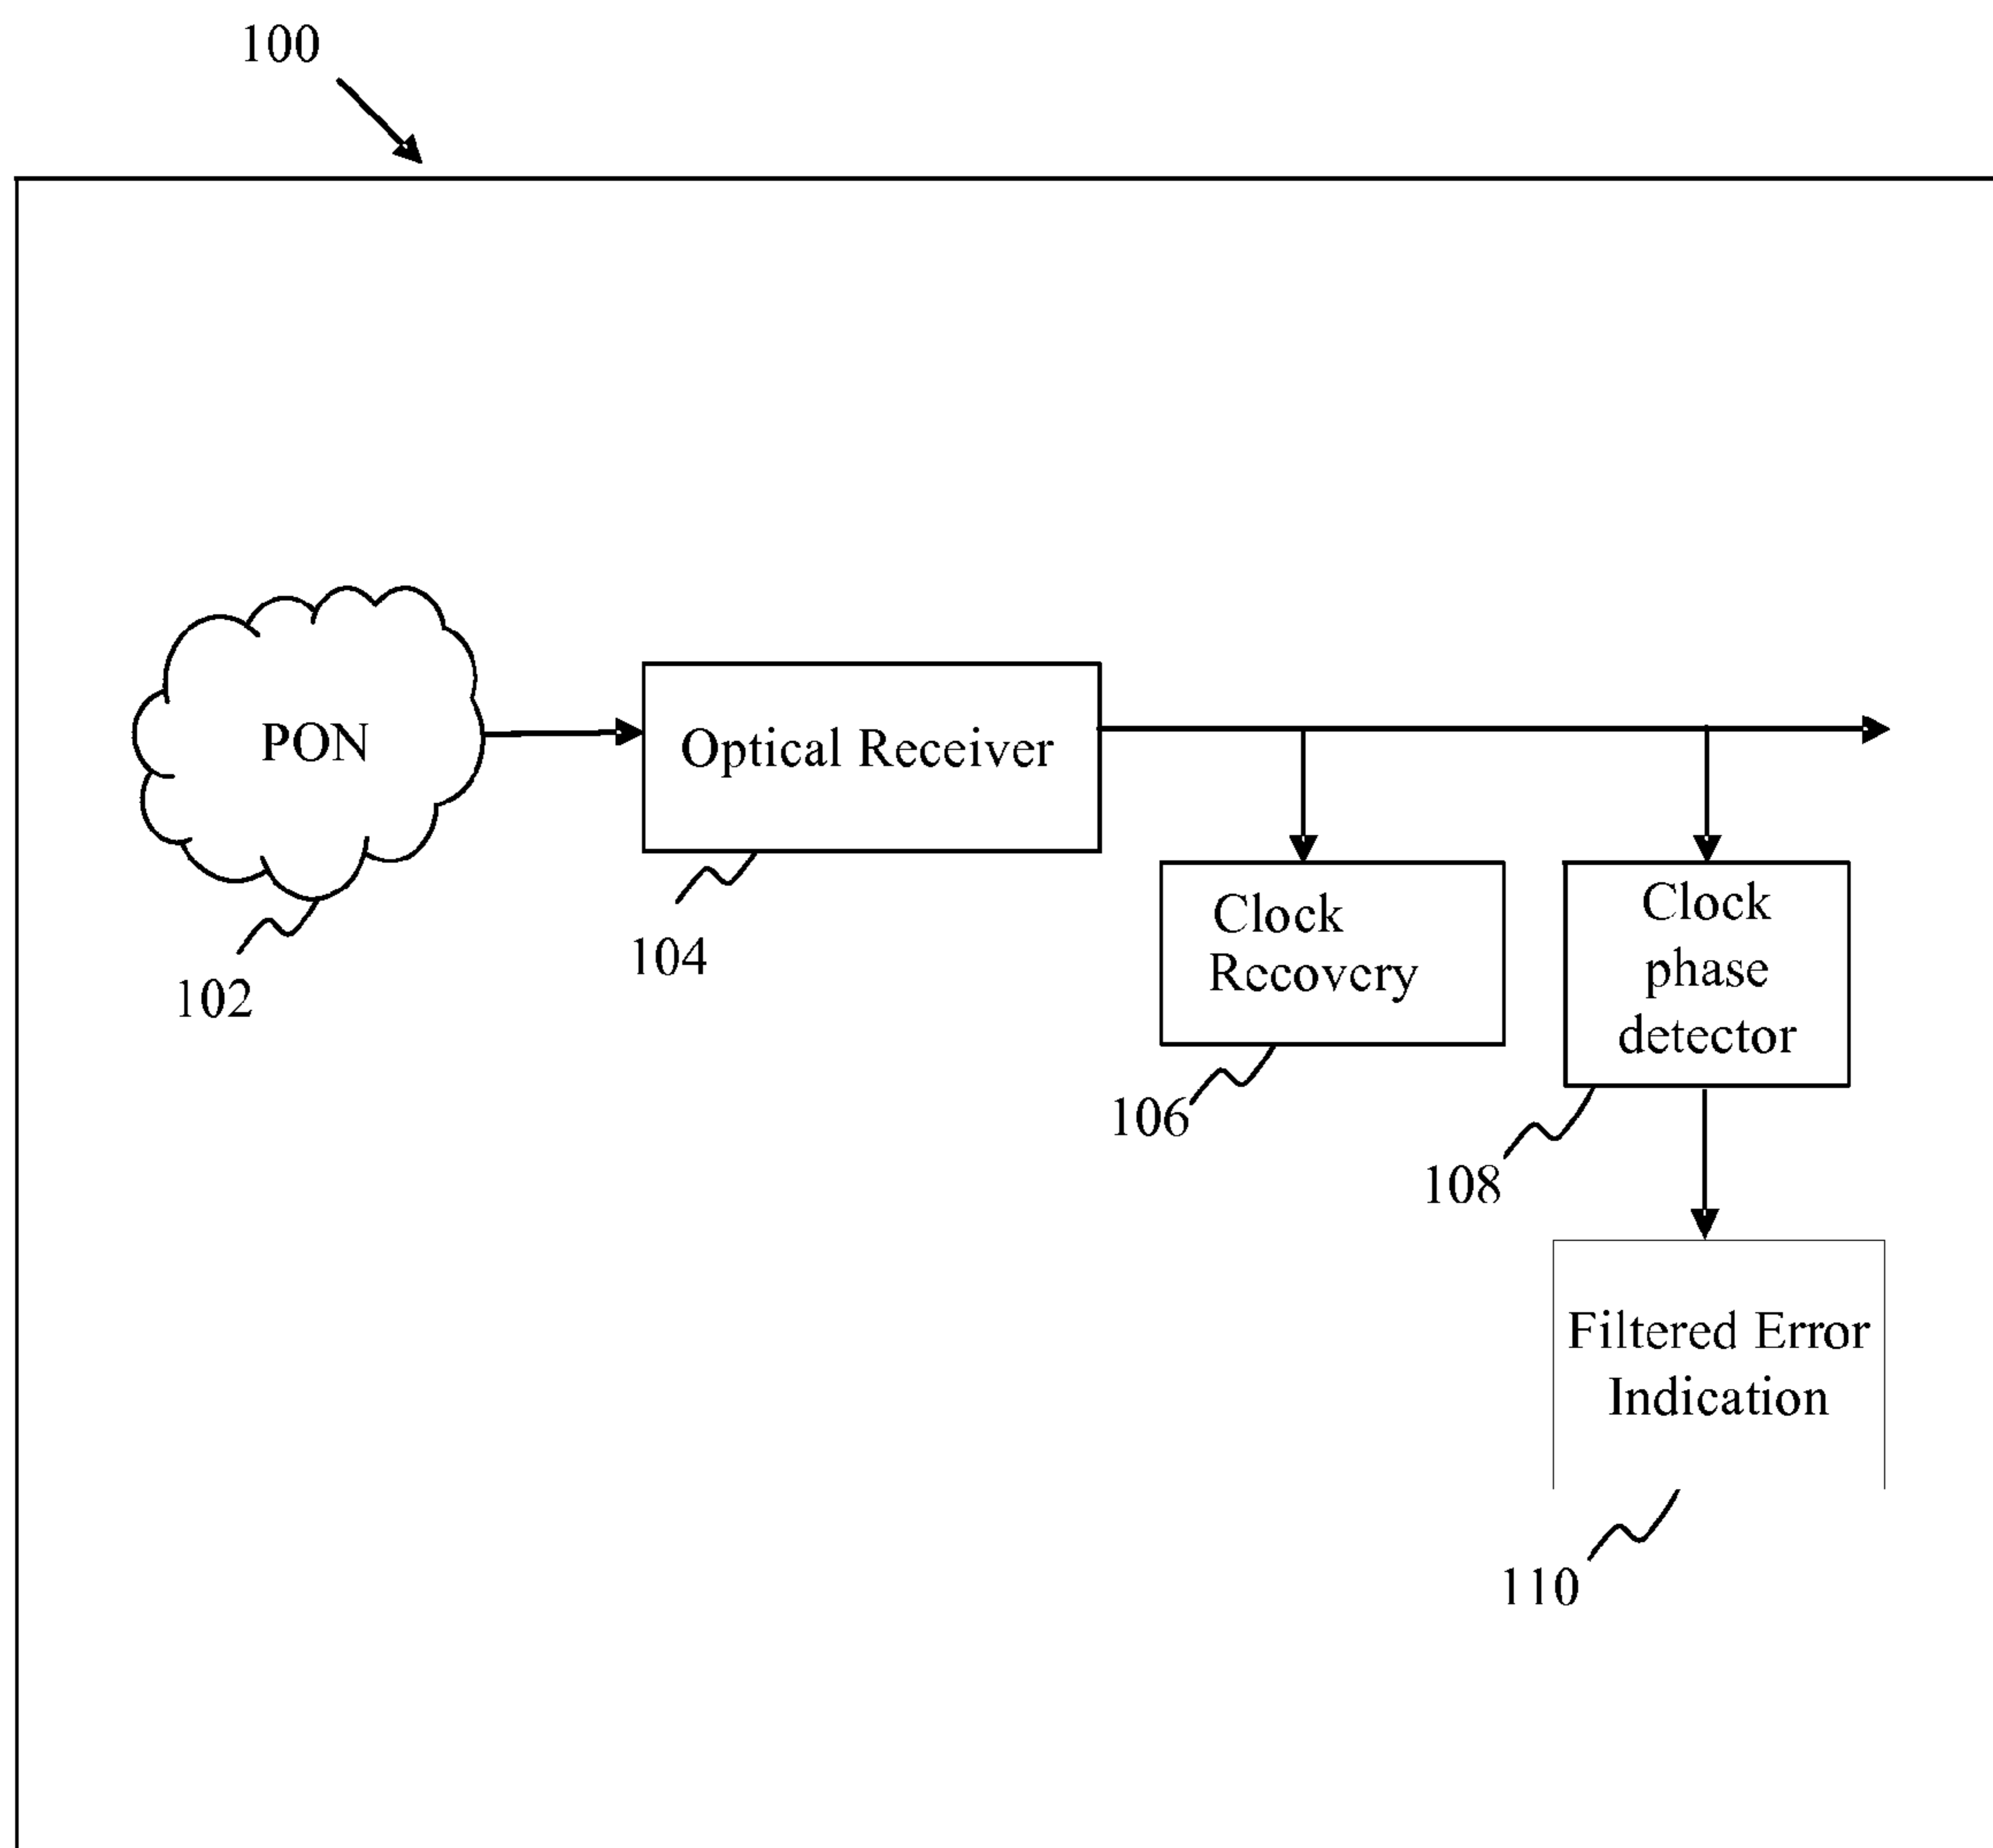 100
PON
Optical Receiver
102
104
Clock
Recovery
106
Clock
phase
detector
108
Filtered Error
Indication
110